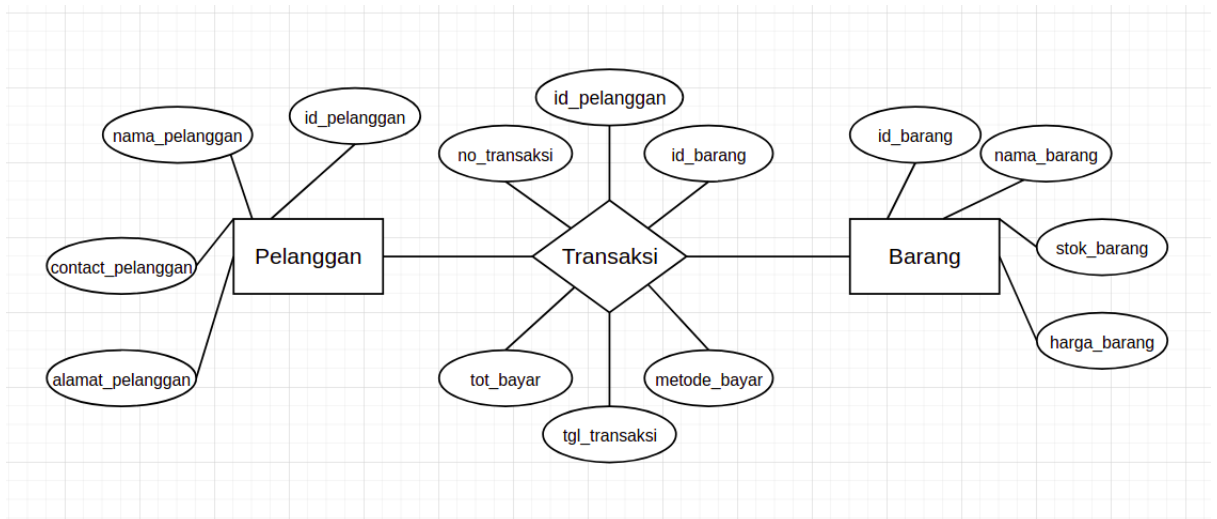 nama_pelanggan
id_pelanggan
contact_pelanggan
Pelanggan
alamat_pelanggan
id_pelanggan
no_transaksi
id_barang
Transaksi
tot_bayar
metode_bayar
tgl_transaksi
id_barang
nama_barang
Barang
stok_barang
harga_barang